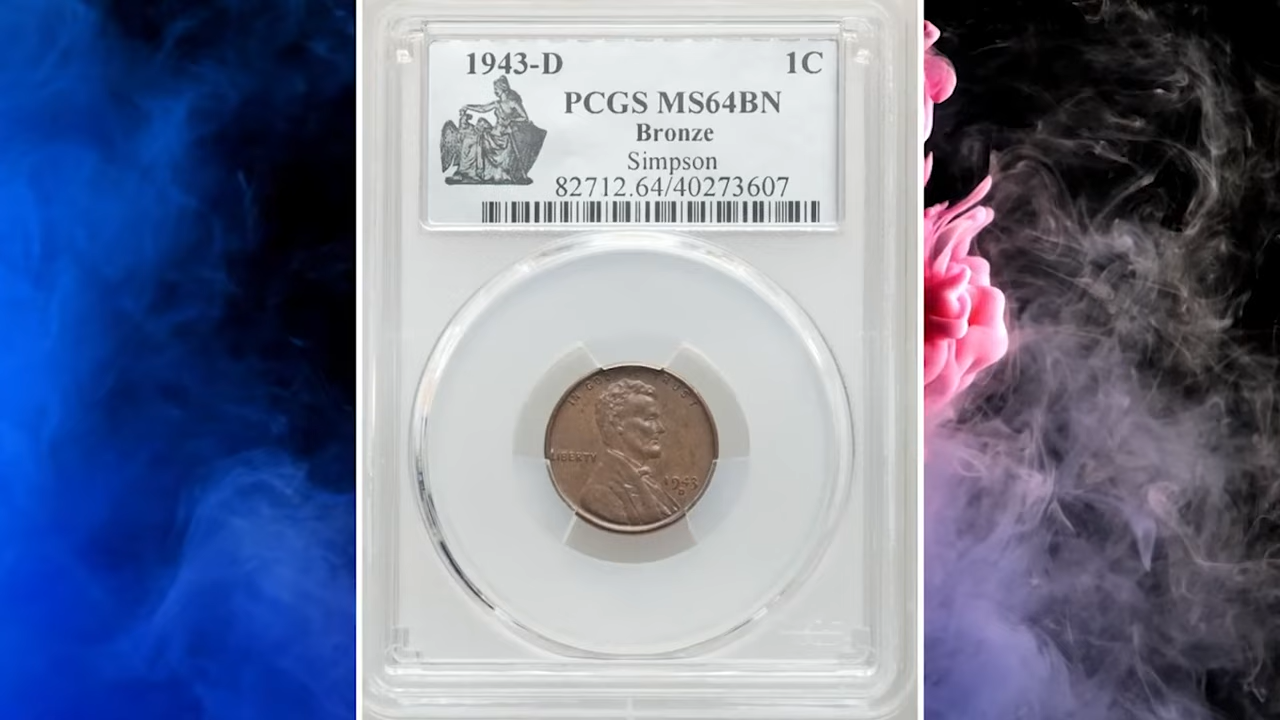 1943-D 1C
PCGS MS64BN
Bronze
Simpson
82712.64/40273607
IN GOD WE TRUST
LIBERTY
1943
D